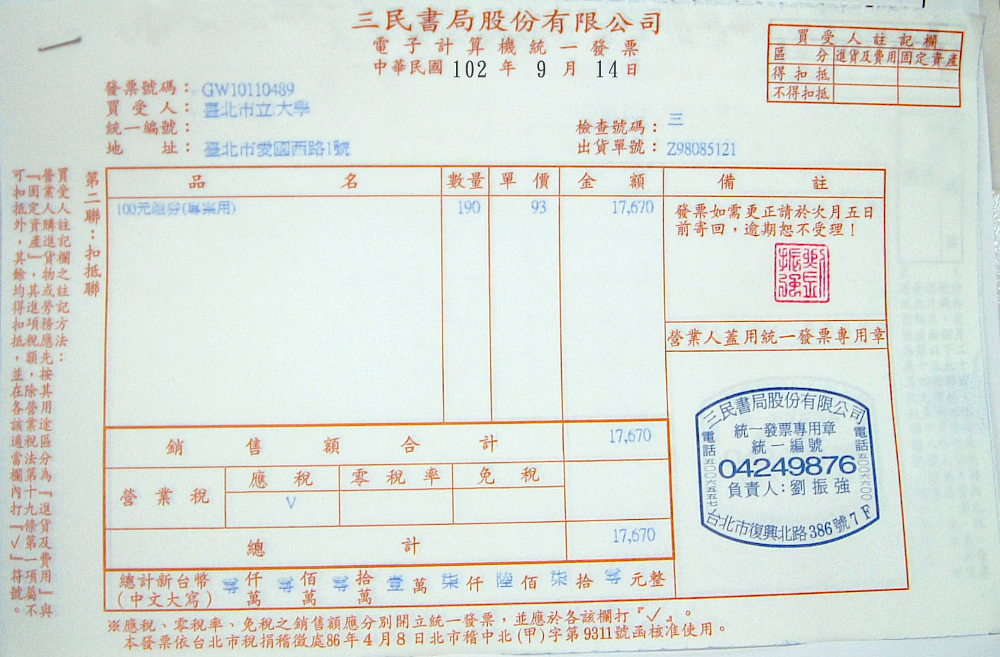 三民書局股份有限公司
電子計算機統一發票
中華民國 102 年 9 月 14 日
買受人註記欄
區分 進貨及費用 固定資產
得扣抵
不得扣抵
發票號碼：GW10110489
買受人：臺北市立大學
統一編號：
地址：臺北市愛國西路1號
檢查號碼：三
出貨單號：Z98085121
品名 數量 單價 金額 備註
100元禮券(專案用) 190 93 17,670
發票如需更正請於次月五日
前寄回，逾期恕不受理！
劉振強印
營業人蓋用統一發票專用章
三民書局股份有限公司
統一發票專用章
統一編號
04249876
負責人：劉振強
電話五〇〇六五五七
電話五〇〇六六〇〇
台北市復興北路386號7F
銷售額合計 17,670
營業稅 應稅 零稅率 免稅
V
總計 17,670
總計新台幣
(中文大寫)
零仟萬零佰萬零拾萬壹萬柒仟陸佰柒拾零元整
※應稅、零稅率、免稅之銷售額應分別開立統一發票，並應於各該欄打『✓』。
本發票依台北市稅捐稽徵處86年4月8日北市稽中北(甲)字第9311號函核准使用。
第二聯：扣抵聯
買受人註記欄之註記方法：
營業人購進貨物或勞務應先按其用途區分為『進貨及費用』與
『固定資產』，其進項稅額，除營業稅法第十九條第一項屬不
可扣抵外，其餘均得扣抵，並在各該適當欄內打『✓』符號。